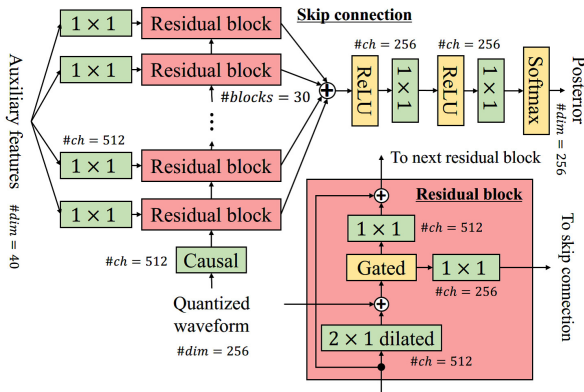 Skip connection
1 × 1
Residual block
#ch = 256
#ch = 256
1 × 1
Residual block
#blocks = 30
ReLU
1 × 1
ReLU
1 × 1
Softmax
Posterior
#dim = 256
Auxiliary features
#dim = 40
#ch = 512
1 × 1
Residual block
1 × 1
Residual block
#ch = 512
Causal
Quantized
waveform
#dim = 256
To next residual block
Residual block
1 × 1
#ch = 512
Gated
1 × 1
#ch = 256
2 × 1 dilated
#ch = 512
To skip connection